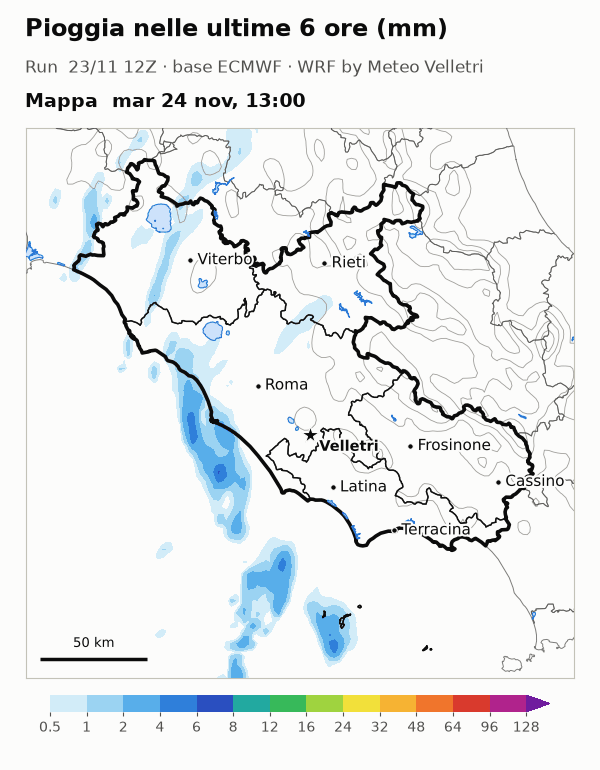 Pioggia nelle ultime 6 ore (mm)
Run 23/11 12Z · base ECMWF · WRF by Meteo Velletri
Mappa mar 24 nov, 13:00
Viterbo
Rieti
Roma
Velletri
Frosinone
Latina
Cassino
Terracina
50 km
0.5 1 2 4 6 8 12 16 24 32 48 64 96 128